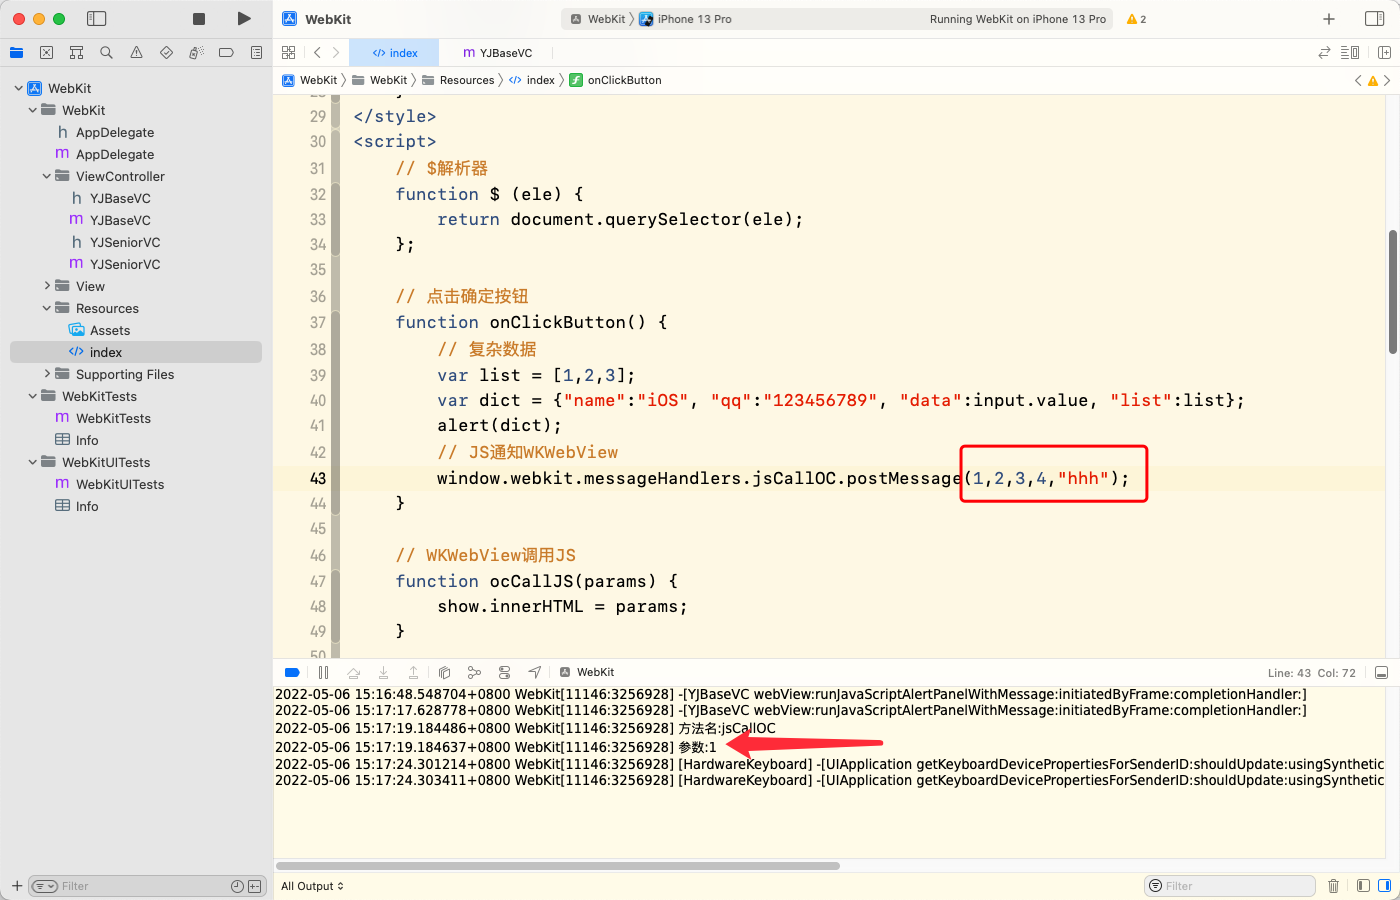 WebKit
WebKit
iPhone 13 Pro
Running WebKit on iPhone 13 Pro
2
index
YJBaseVC
WebKit
WebKit
Resources
index
onClickButton
WebKit
WebKit
AppDelegate
AppDelegate
ViewController
YJBaseVC
YJBaseVC
YJSeniorVC
YJSeniorVC
View
Resources
Assets
index
Supporting Files
WebKitTests
WebKitTests
Info
WebKitUITests
WebKitUITests
Info
Filter
29 </style>
30 <script>
31 // $解析器
32 function $ (ele) {
33 return document.querySelector(ele);
34 };
35
36 // 点击确定按钮
37 function onClickButton() {
38 // 复杂数据
39 var list = [1,2,3];
40 var dict = {"name":"iOS", "qq":"123456789", "data":input.value, "list":list};
41 alert(dict);
42 // JS通知WKWebView
43 window.webkit.messageHandlers.jsCallOC.postMessage(1,2,3,4,"hhh");
44 }
45
46 // WKWebView调用JS
47 function ocCallJS(params) {
48 show.innerHTML = params;
49 }
50
WebKit
Line: 43 Col: 72
2022-05-06 15:16:48.548704+0800 WebKit[11146:3256928] -[YJBaseVC webView:runJavaScriptAlertPanelWithMessage:initiatedByFrame:completionHandler:]
2022-05-06 15:17:17.628778+0800 WebKit[11146:3256928] -[YJBaseVC webView:runJavaScriptAlertPanelWithMessage:initiatedByFrame:completionHandler:]
2022-05-06 15:17:19.184486+0800 WebKit[11146:3256928] 方法名:jsCallOC
2022-05-06 15:17:19.184637+0800 WebKit[11146:3256928] 参数:1
2022-05-06 15:17:24.301214+0800 WebKit[11146:3256928] [HardwareKeyboard] -[UIApplication getKeyboardDevicePropertiesForSenderID:shouldUpdate:usingSynthetic
2022-05-06 15:17:24.303411+0800 WebKit[11146:3256928] [HardwareKeyboard] -[UIApplication getKeyboardDevicePropertiesForSenderID:shouldUpdate:usingSynthetic
All Output
Filter